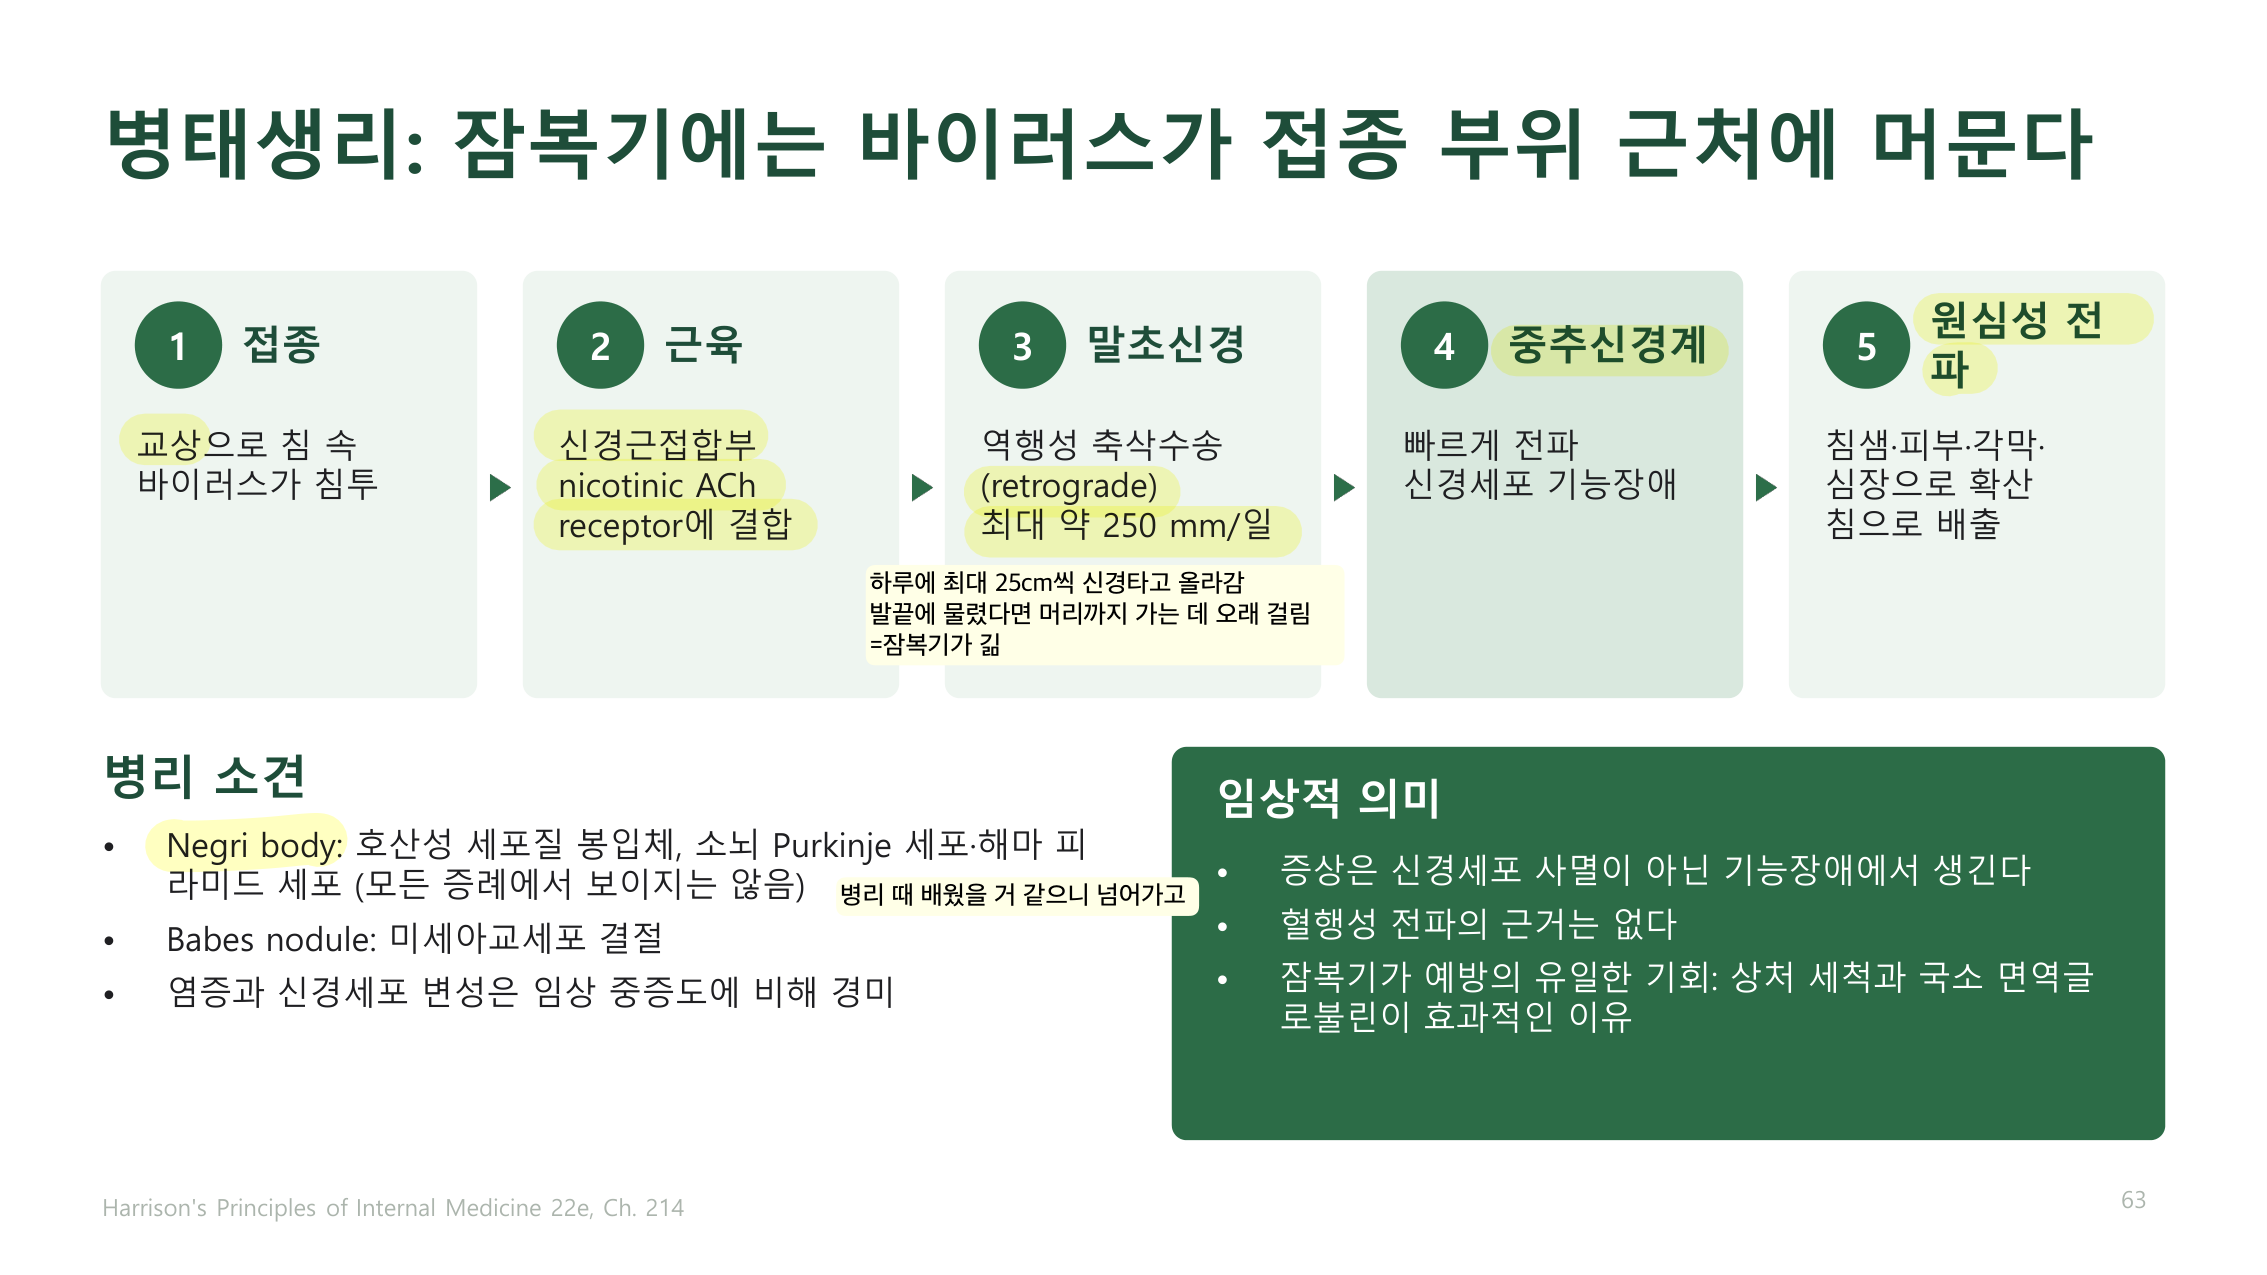 병태생리: 잠복기에는 바이러스가 접종 부위 근처에 머문다
1 접종
교상으로 침 속
바이러스가 침투
2 근육
신경근접합부
nicotinic ACh
receptor에 결합
3 말초신경
역행성 축삭수송
(retrograde)
최대 약 250 mm/일
하루에 최대 25cm씩 신경타고 올라감
발끝에 물렸다면 머리까지 가는 데 오래 걸림
=잠복기가 긺
4 중추신경계
빠르게 전파
신경세포 기능장애
5 원심성 전
파
침샘·피부·각막·
심장으로 확산
침으로 배출
병리 소견
• Negri body: 호산성 세포질 봉입체, 소뇌 Purkinje 세포·해마 피
라미드 세포 (모든 증례에서 보이지는 않음)
병리 때 배웠을 거 같으니 넘어가고
• Babes nodule: 미세아교세포 결절
• 염증과 신경세포 변성은 임상 중증도에 비해 경미
임상적 의미
• 증상은 신경세포 사멸이 아닌 기능장애에서 생긴다
• 혈행성 전파의 근거는 없다
• 잠복기가 예방의 유일한 기회: 상처 세척과 국소 면역글
로불린이 효과적인 이유
Harrison's Principles of Internal Medicine 22e, Ch. 214
63